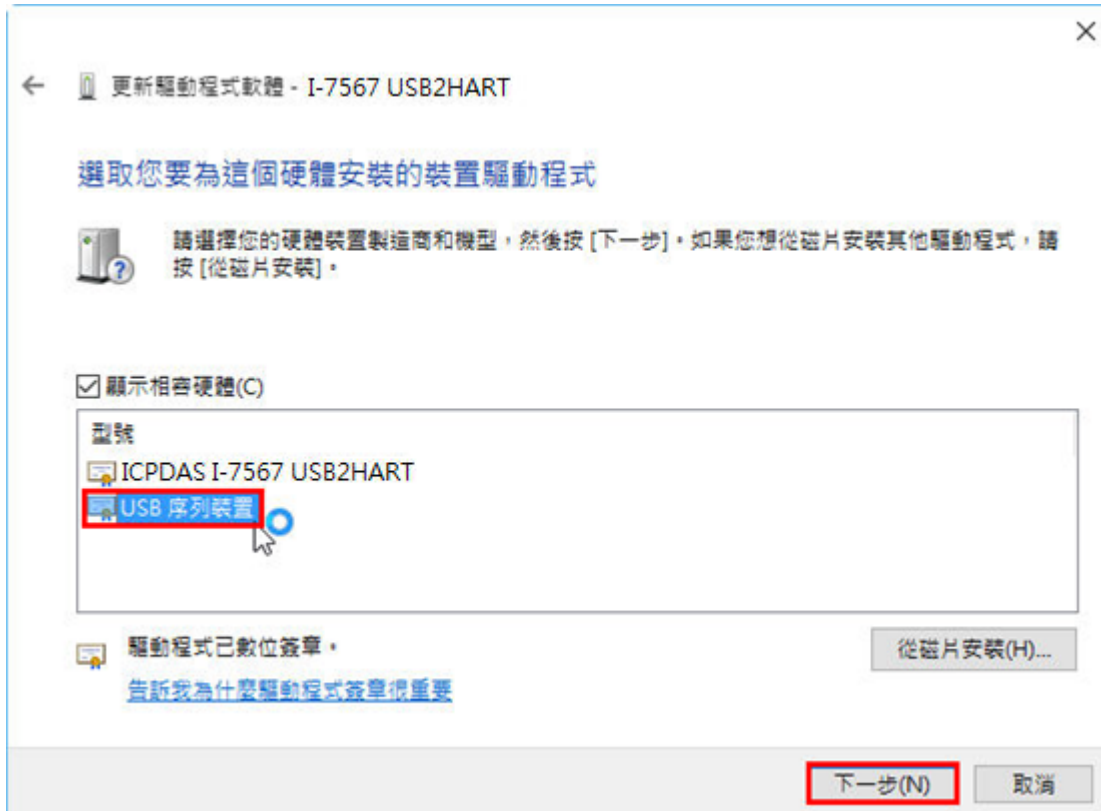 更新驅動程式軟體 - I-7567 USB2HART
選取您要為這個硬體安裝的裝置驅動程式
請選擇您的硬體裝置製造商和機型，然後按 [下一步]。如果您想從磁片安裝其他驅動程式，請
按 [從磁片安裝]。
顯示相容硬體(C)
型號
ICPDAS I-7567 USB2HART
USB 序列裝置
驅動程式已數位簽章。
從磁片安裝(H)...
告訴我為什麼驅動程式簽章很重要
下一步(N)
取消